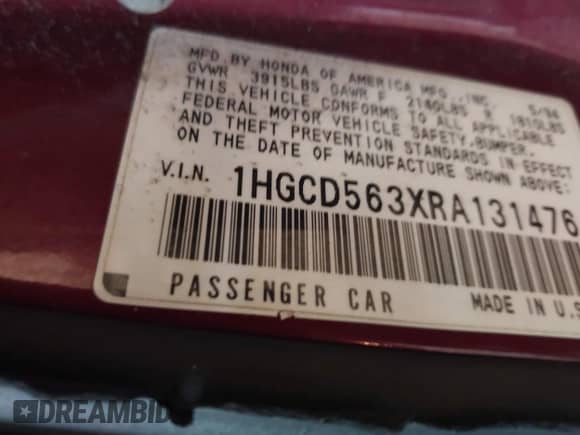 MFD. BY HONDA OF AMERICA MFG., INC. 5/94
GVWR 3915LBS GAWR F 2140LBS R 1810LBS
THIS VEHICLE CONFORMS TO ALL APPLICABLE
FEDERAL MOTOR VEHICLE SAFETY, BUMPER,
AND THEFT PREVENTION STANDARDS IN EFFECT
ON THE DATE OF MANUFACTURE SHOWN ABOVE:
V.I.N. 1HGCD563XRA131476
PASSENGER CAR MADE IN U.S
DREAMBID